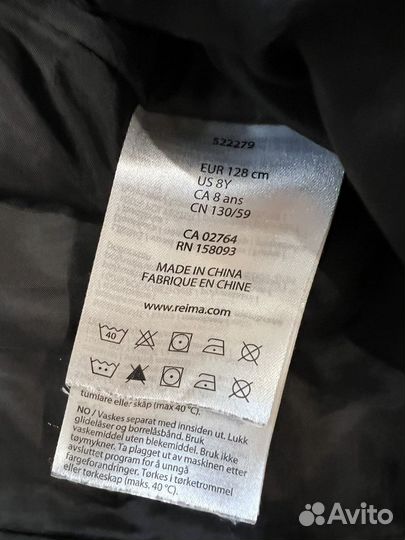 522279
EUR 128 cm
US 8Y
CA 8 ans
CN 130/59
CA 02764
RN 158093
MADE IN CHINA
FABRIQUE EN CHINE
www.reima.com
40
tumlare eller skåp (max 40 °C).
NO / Vaskes separat med innsiden ut. Lukk
glidelåser og borrelåsbånd. Bruk
vaskemiddel uten blekemiddel. Bruk ikke
tøymykner. Ta plagget ut av maskinen etter
avsluttet program for å unngå
fargeforandringer. Tørkes i tørketrommel
eller tørkeskap (maks. 40 °C).
Avito